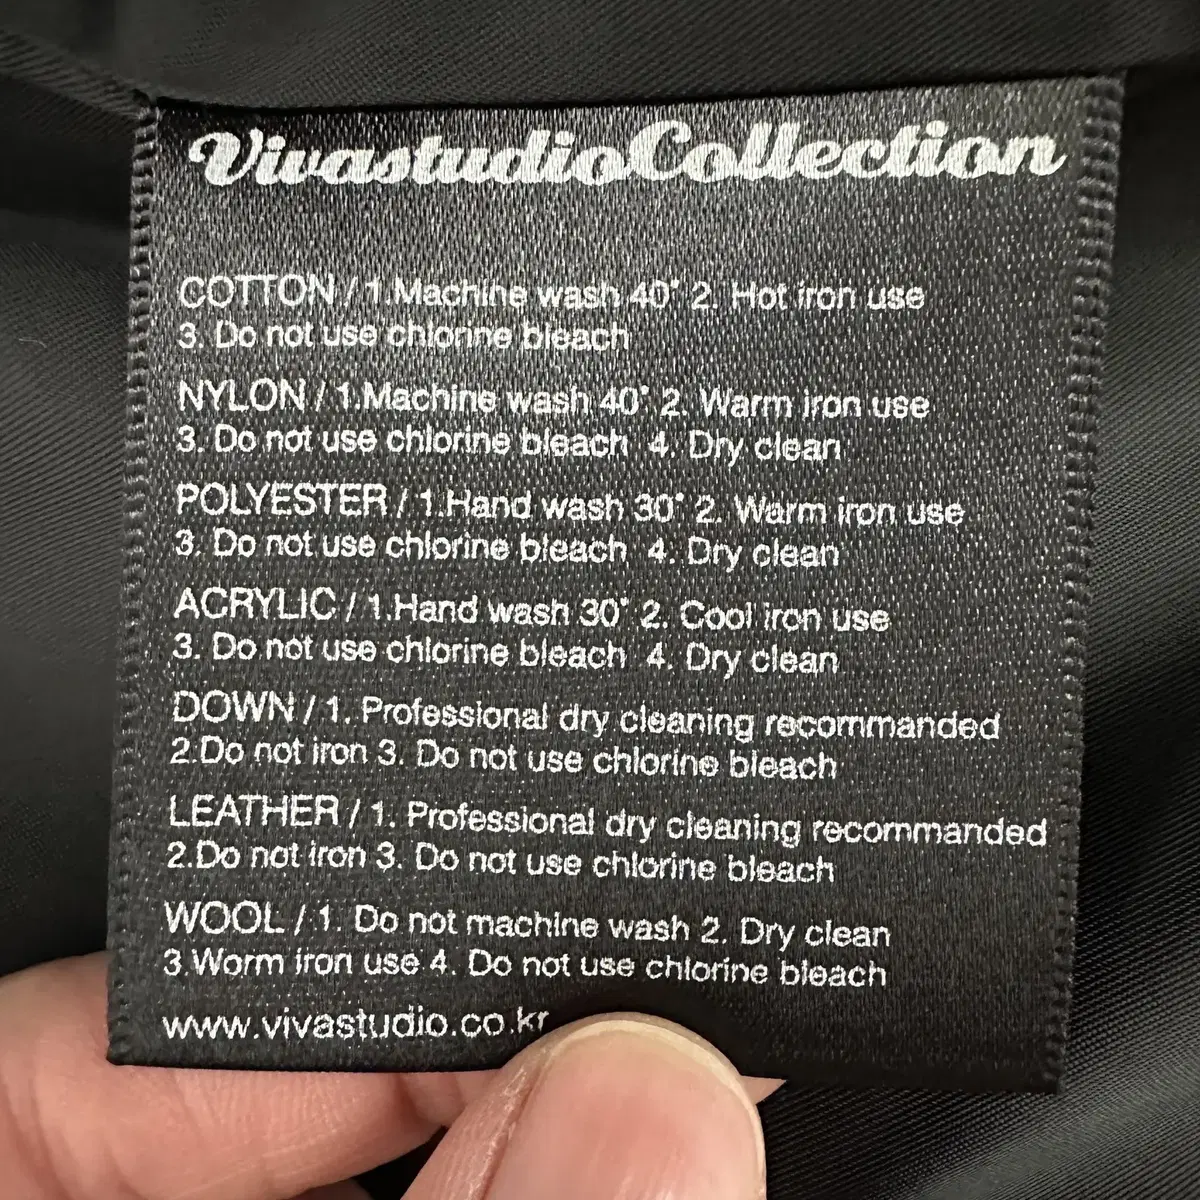 VivastudioCollection
COTTON / 1.Machine wash 40° 2. Hot iron use
3. Do not use chlorine bleach
NYLON / 1.Machine wash 40° 2. Warm iron use
3. Do not use chlorine bleach 4. Dry clean
POLYESTER / 1.Hand wash 30° 2. Warm iron use
3. Do not use chlorine bleach 4. Dry clean
ACRYLIC / 1.Hand wash 30° 2. Cool iron use
3. Do not use chlorine bleach 4. Dry clean
DOWN / 1. Professional dry cleaning recommanded
2.Do not iron 3. Do not use chlorine bleach
LEATHER / 1. Professional dry cleaning recommanded
2.Do not iron 3. Do not use chlorine bleach
WOOL / 1. Do not machine wash 2. Dry clean
3.Worm iron use 4. Do not use chlorine bleach
www.vivastudio.co.kr